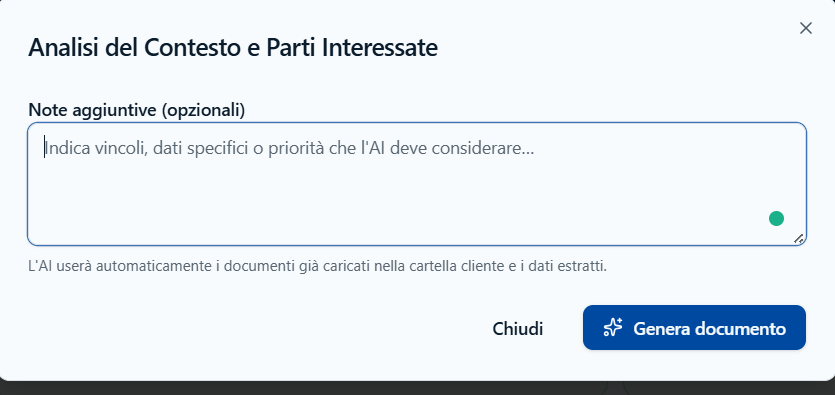 Analisi del Contesto e Parti Interessate
Note aggiuntive (opzionali)
Indica vincoli, dati specifici o priorità che l'AI deve considerare...
L'AI userà automaticamente i documenti già caricati nella cartella cliente e i dati estratti.
Chiudi
Genera documento